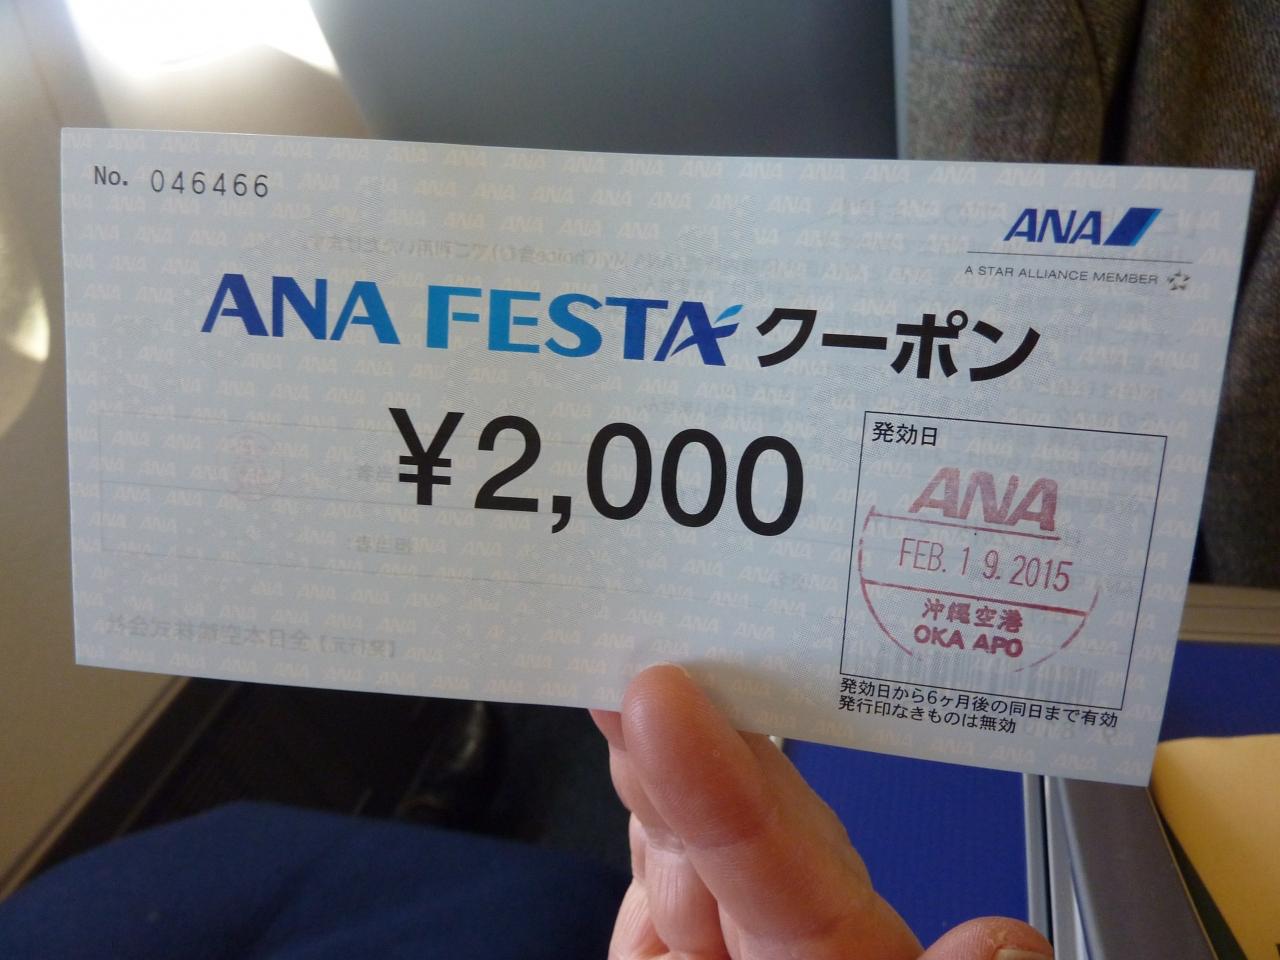 No. 046466
ANA
A STAR ALLIANCE MEMBER
ANA FESTA クーポン
¥2,000
発効日
ANA
FEB. 19. 2015
沖縄空港
OKA APO
発効日から6ヶ月後の同日まで有効
発行印なきものは無効